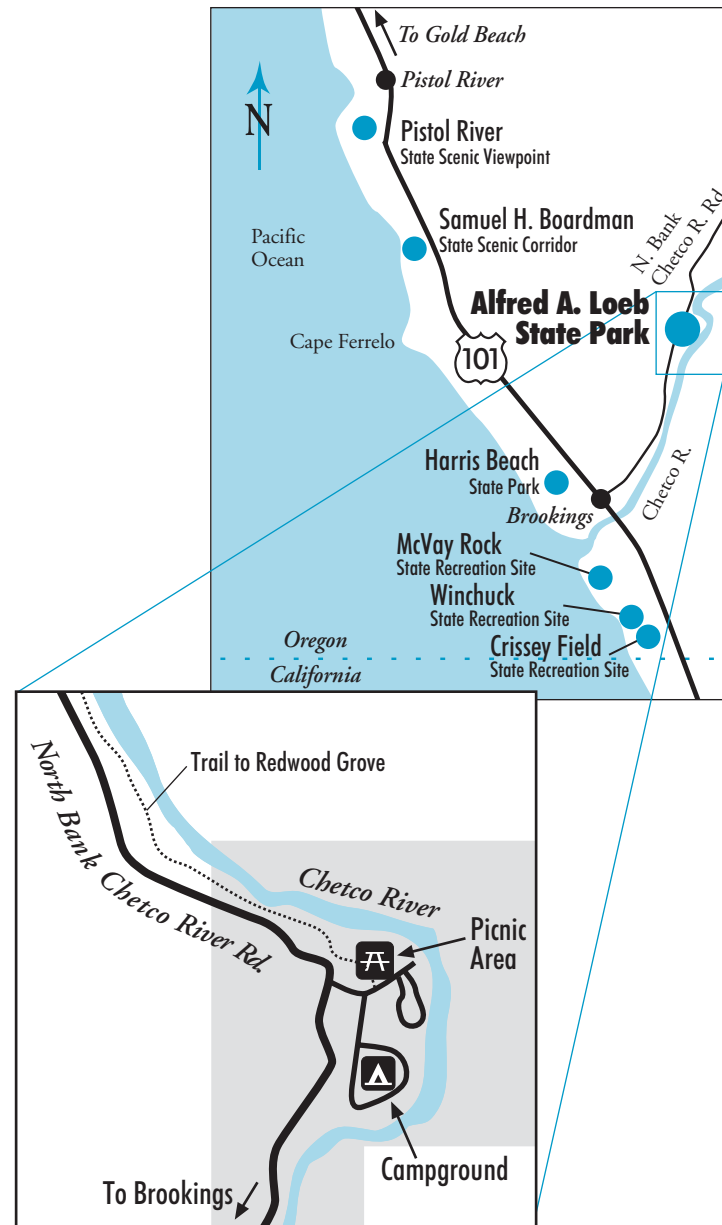 To Gold Beach
Pistol River
N
Pistol River
State Scenic Viewpoint
Samuel H. Boardman
State Scenic Corridor
Pacific
Ocean
N. Bank
Chetco R. Rd.
Alfred A. Loeb
State Park
Cape Ferrelo
101
Harris Beach
State Park
Chetco R.
Brookings
McVay Rock
State Recreation Site
Winchuck
State Recreation Site
Crissey Field
State Recreation Site
Oregon
California
Trail to Redwood Grove
North Bank Chetco River Rd.
Chetco River
Picnic
Area
Campground
To Brookings